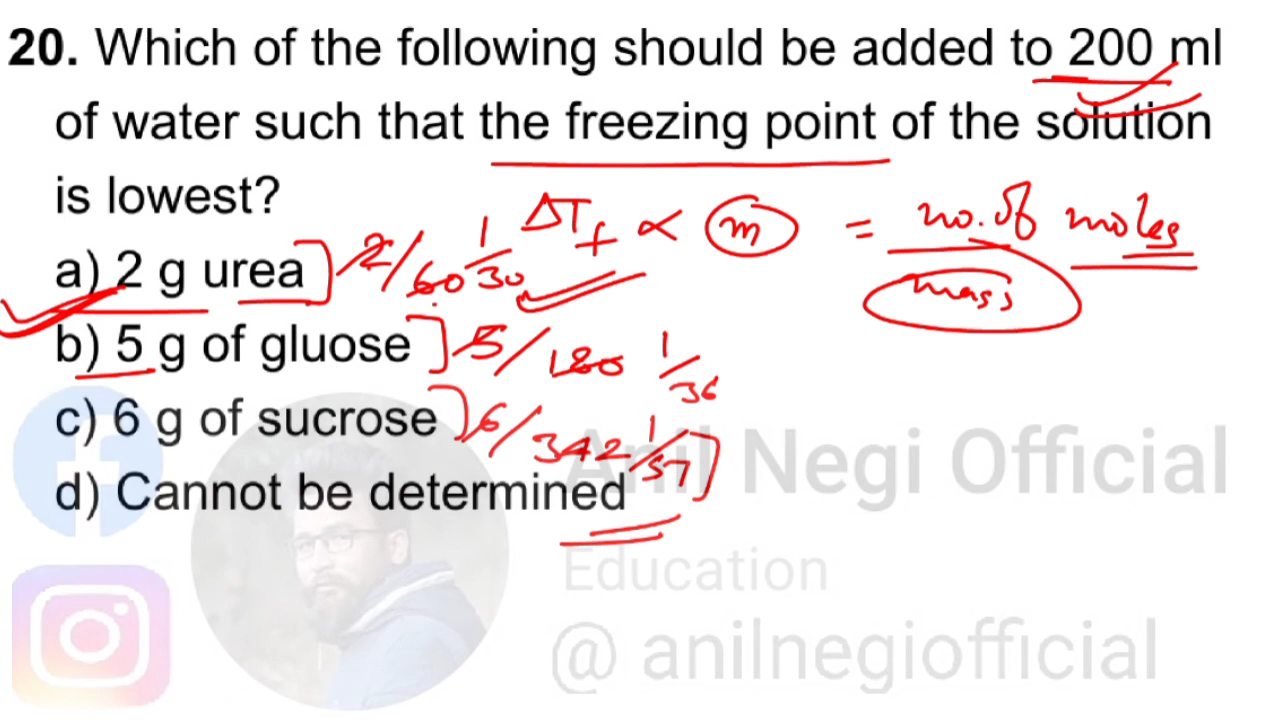 20. Which of the following should be added to 200 ml
of water such that the freezing point of the solution
is lowest?
ΔTf ∝ m = no. of moles
mass
a) 2 g urea ] 2/60 1/30
b) 5 g of gluose ] 5/180 1/36
c) 6 g of sucrose ] 6/342 1/57 ]
d) Cannot be determined
Anil Negi Official
Education
@ anilnegiofficial